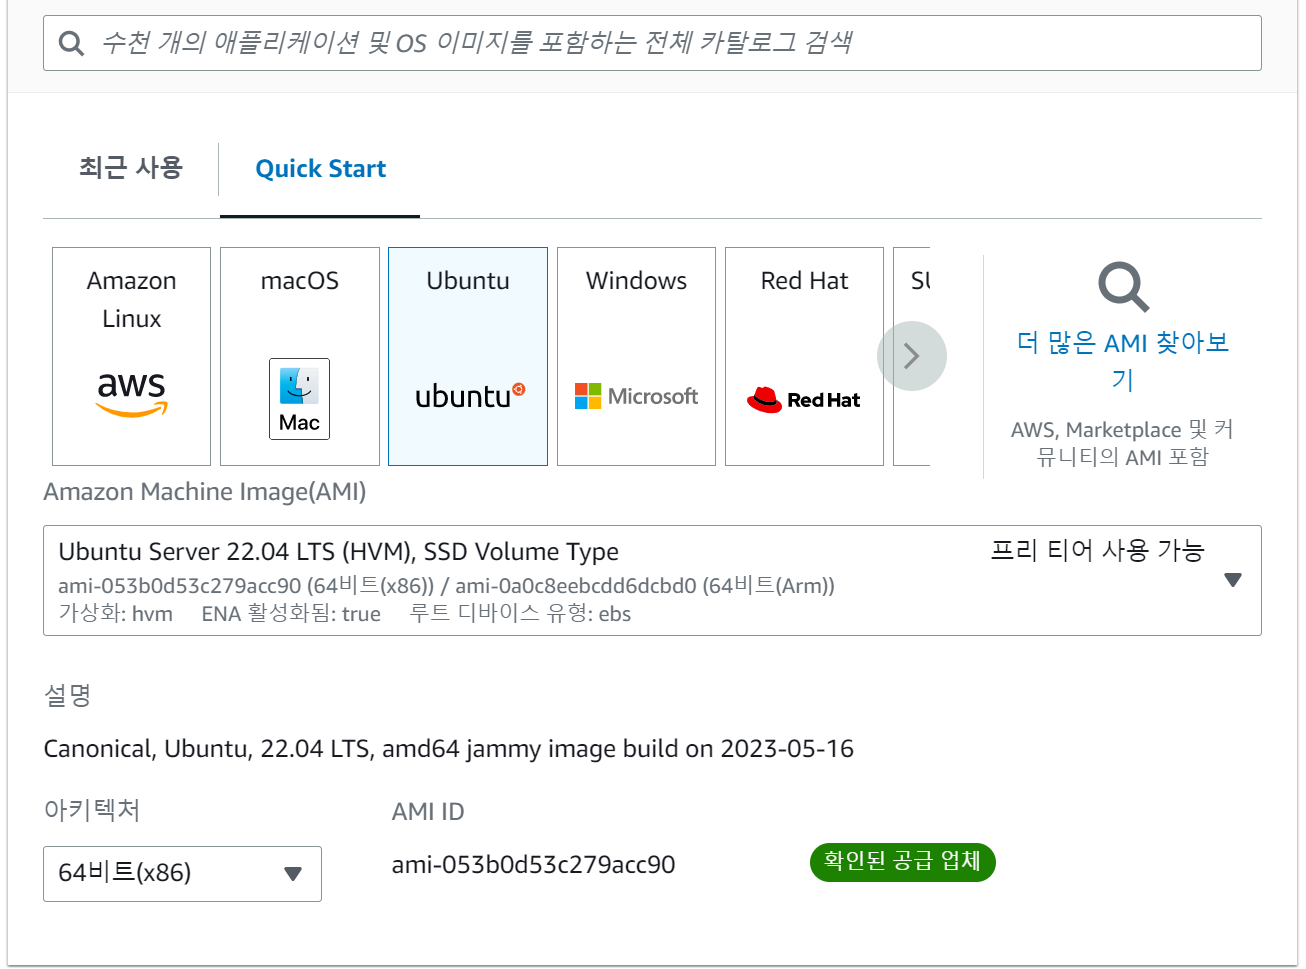 수천 개의 애플리케이션 및 OS 이미지를 포함하는 전체 카탈로그 검색
최근 사용
Quick Start
Amazon
Linux
aws
macOS
Mac
Ubuntu
ubuntu
Windows
Microsoft
Red Hat
Red Hat
SU
더 많은 AMI 찾아보
기
AWS, Marketplace 및 커
뮤니티의 AMI 포함
Amazon Machine Image(AMI)
Ubuntu Server 22.04 LTS (HVM), SSD Volume Type
프리 티어 사용 가능
ami-053b0d53c279acc90 (64비트(x86)) / ami-0a0c8eebcdd6dcbd0 (64비트(Arm))
가상화: hvm ENA 활성화됨: true 루트 디바이스 유형: ebs
설명
Canonical, Ubuntu, 22.04 LTS, amd64 jammy image build on 2023-05-16
아키텍처
AMI ID
64비트(x86)
ami-053b0d53c279acc90
확인된 공급 업체